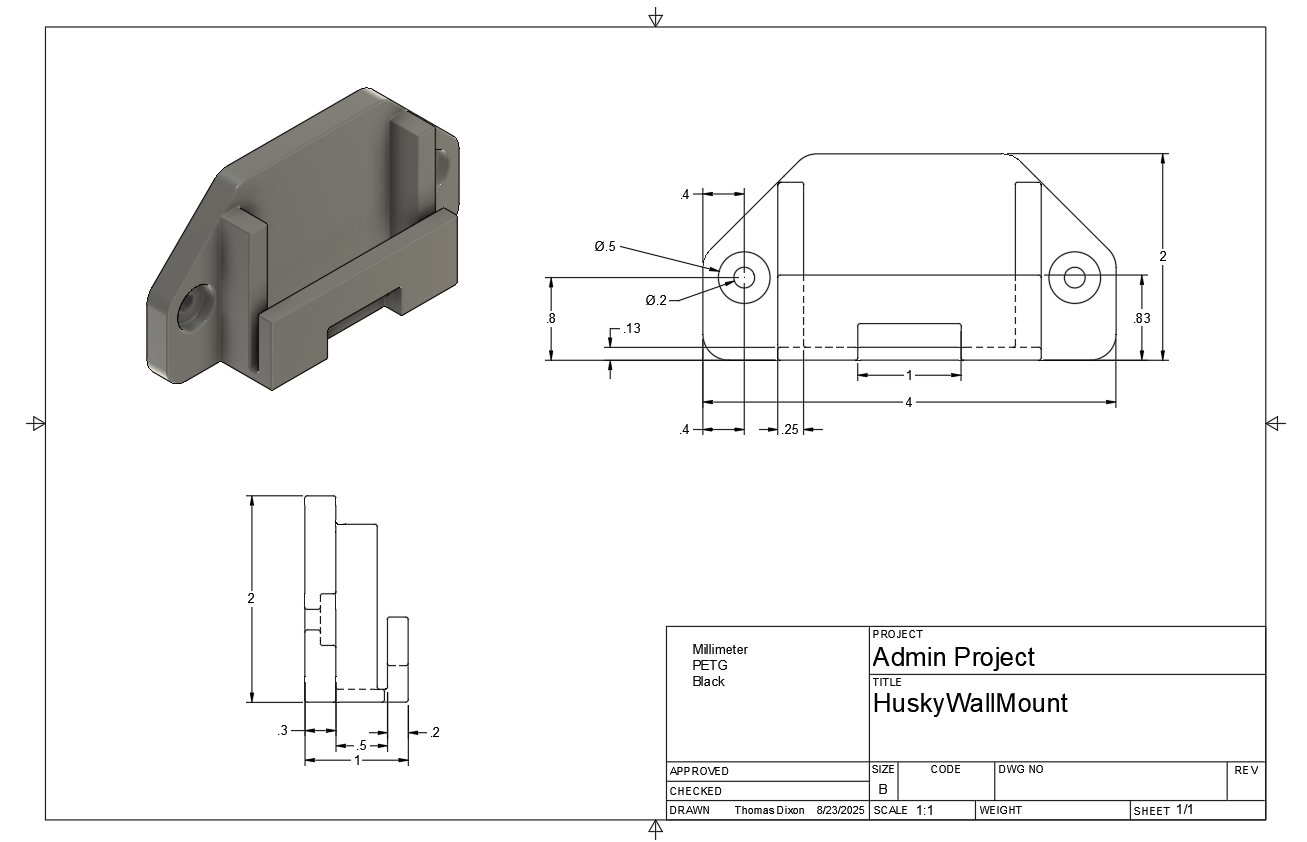 .4
Ø.5
Ø.2
.8
.13
2
.83
1
4
.4
.25
2
.3
.2
.5
1
Millimeter
PETG
Black
PROJECT
Admin Project
TITLE
HuskyWallMount
APPROVED
CHECKED
DRAWN Thomas Dixon 8/23/2025
SIZE
B
CODE
DWG NO
REV
SCALE 1:1
WEIGHT
SHEET 1/1